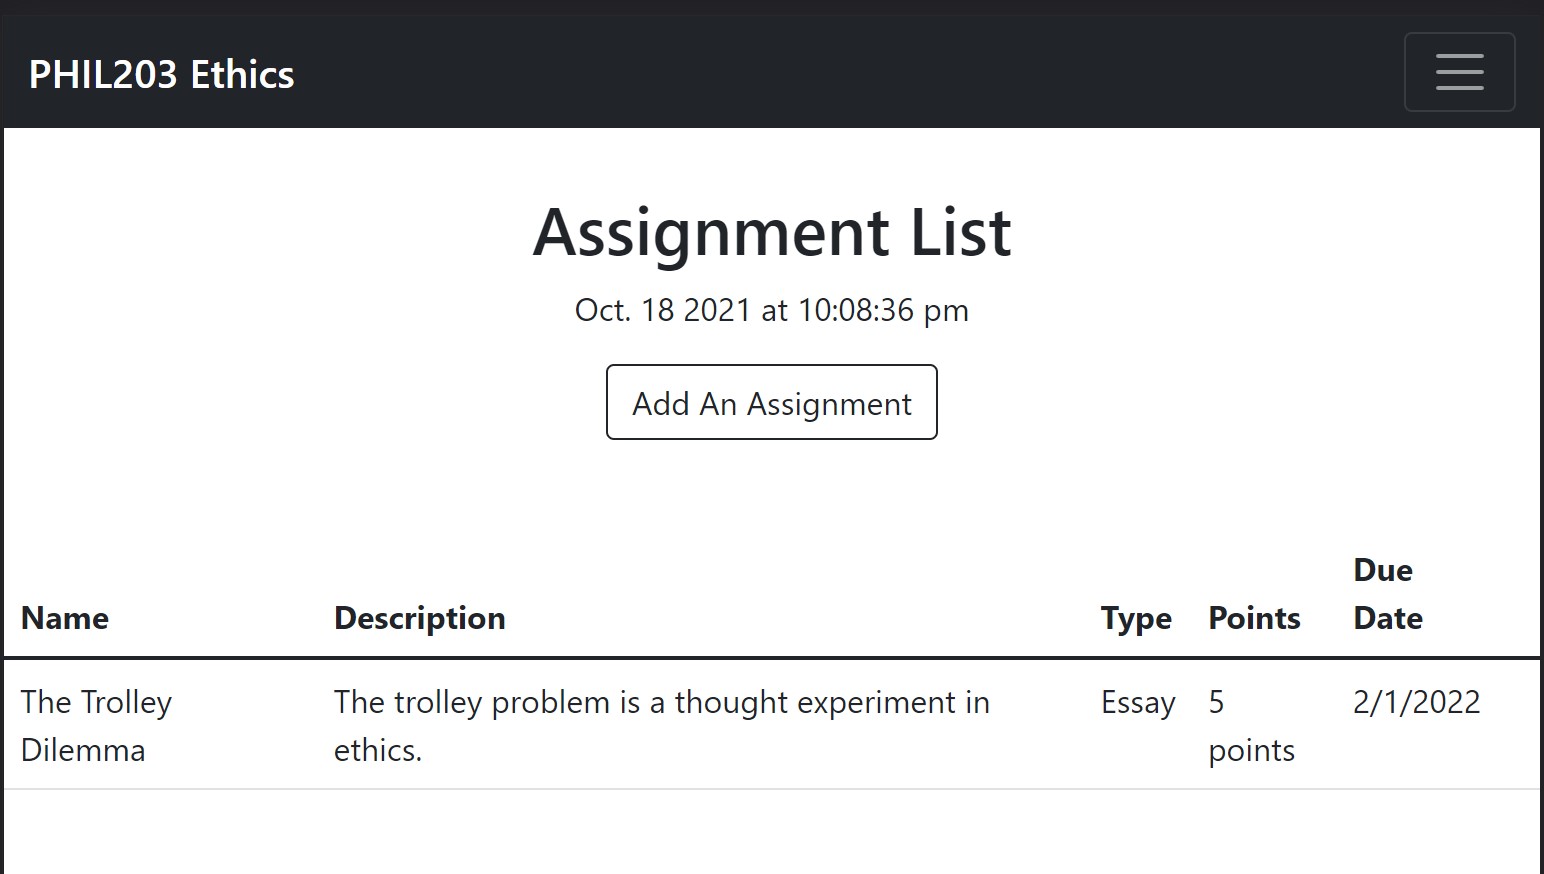 PHIL203 Ethics
Assignment List
Oct. 18 2021 at 10:08:36 pm
Add An Assignment
Name Description Type Points Due
Date
The Trolley The trolley problem is a thought experiment in Essay 5 2/1/2022
Dilemma ethics. points